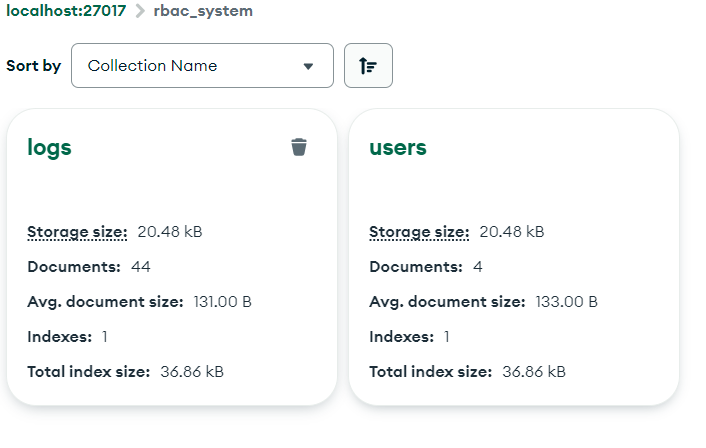 localhost:27017 > rbac_system
Sort by Collection Name
logs
Storage size: 20.48 kB
Documents: 44
Avg. document size: 131.00 B
Indexes: 1
Total index size: 36.86 kB
users
Storage size: 20.48 kB
Documents: 4
Avg. document size: 133.00 B
Indexes: 1
Total index size: 36.86 kB